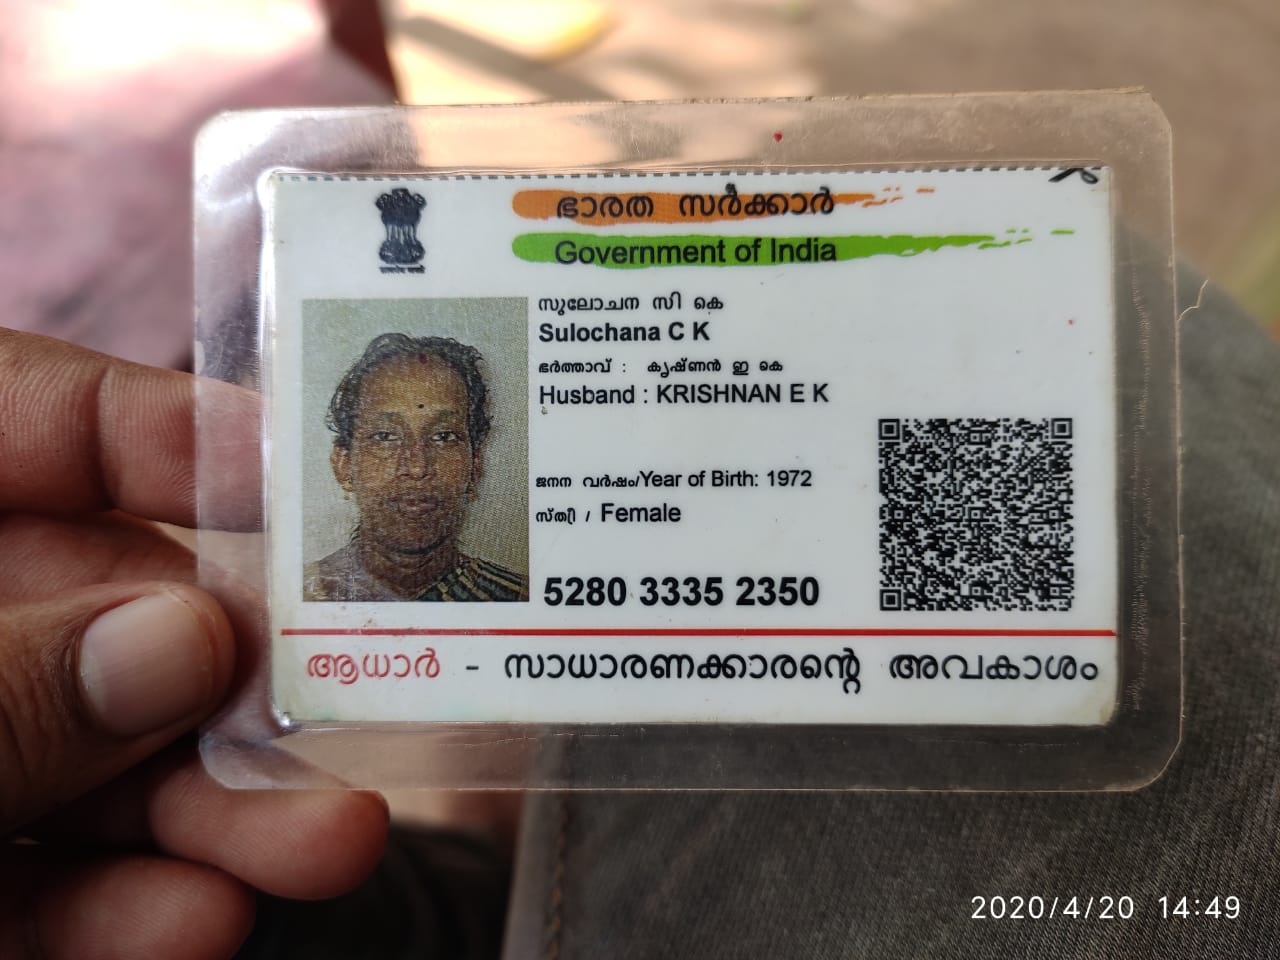 ഭാരത സർക്കാർ
Government of India
സുലോചന സി കെ
Sulochana C K
ഭർത്താവ് : കൃഷ്ണൻ ഇ കെ
Husband : KRISHNAN E K
ജനന വർഷം/Year of Birth: 1972
സ്ത്രീ / Female
5280 3335 2350
ആധാർ - സാധാരണക്കാരന്റെ അവകാശം
2020/4/20 14:49